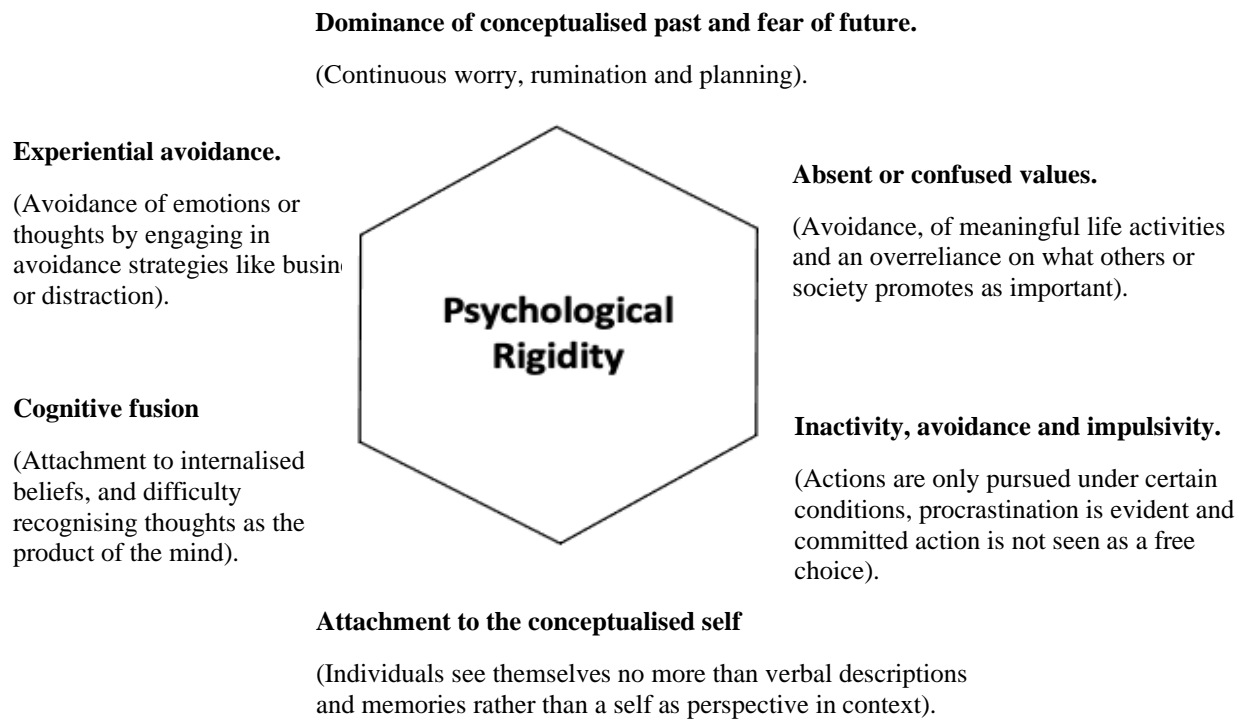 Dominance of conceptualised past and fear of future.
(Continuous worry, rumination and planning).
Experiential avoidance.
(Avoidance of emotions or
thoughts by engaging in
avoidance strategies like
or distraction).
Absent or confused values.
(Avoidance, of meaningful life activities
and an overreliance on what others or
society promotes as important).
Psychological
Rigidity
Cognitive fusion
(Attachment to internalised
beliefs, and difficulty
recognising thoughts as the
product of the mind).
Inactivity, avoidance and impulsivity.
(Actions are only pursued under certain
conditions, procrastination is evident and
committed action is not seen as a free
choice).
Attachment to the conceptualised self
(Individuals see themselves no more than verbal descriptions
and memories rather than a self as perspective in context).